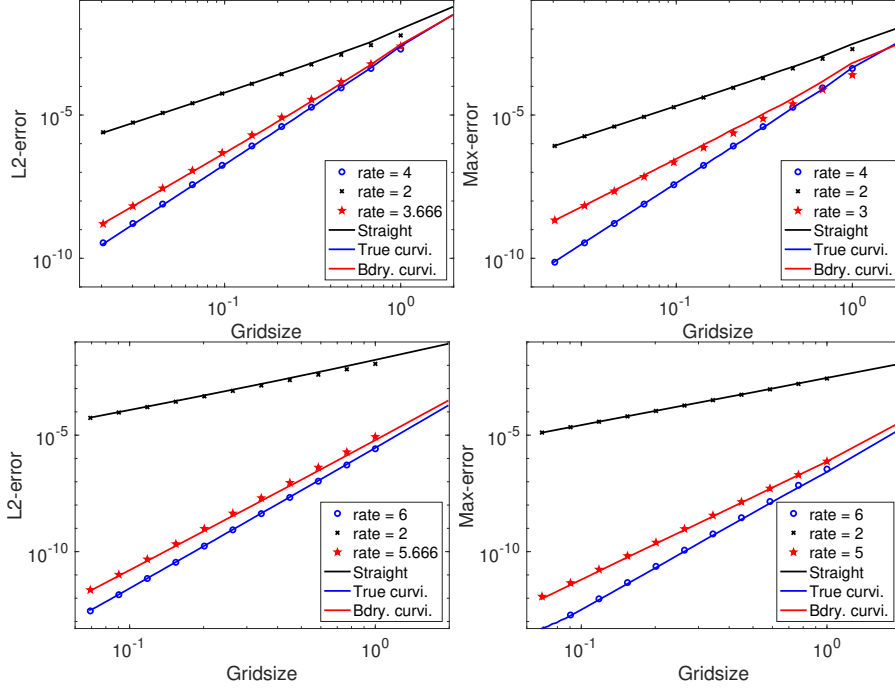 L2-error
10^-5
10^-10
10^-1
10^0
Gridsize
rate = 4
rate = 2
rate = 3.666
Straight
True curvi.
Bdry. curvi.
Max-error
10^-5
10^-10
10^-1
10^0
Gridsize
rate = 4
rate = 2
rate = 3
Straight
True curvi.
Bdry. curvi.
L2-error
10^-5
10^-10
10^-1
10^0
Gridsize
rate = 6
rate = 2
rate = 5.666
Straight
True curvi.
Bdry. curvi.
Max-error
10^-5
10^-10
10^-1
10^0
Gridsize
rate = 6
rate = 2
rate = 5
Straight
True curvi.
Bdry. curvi.